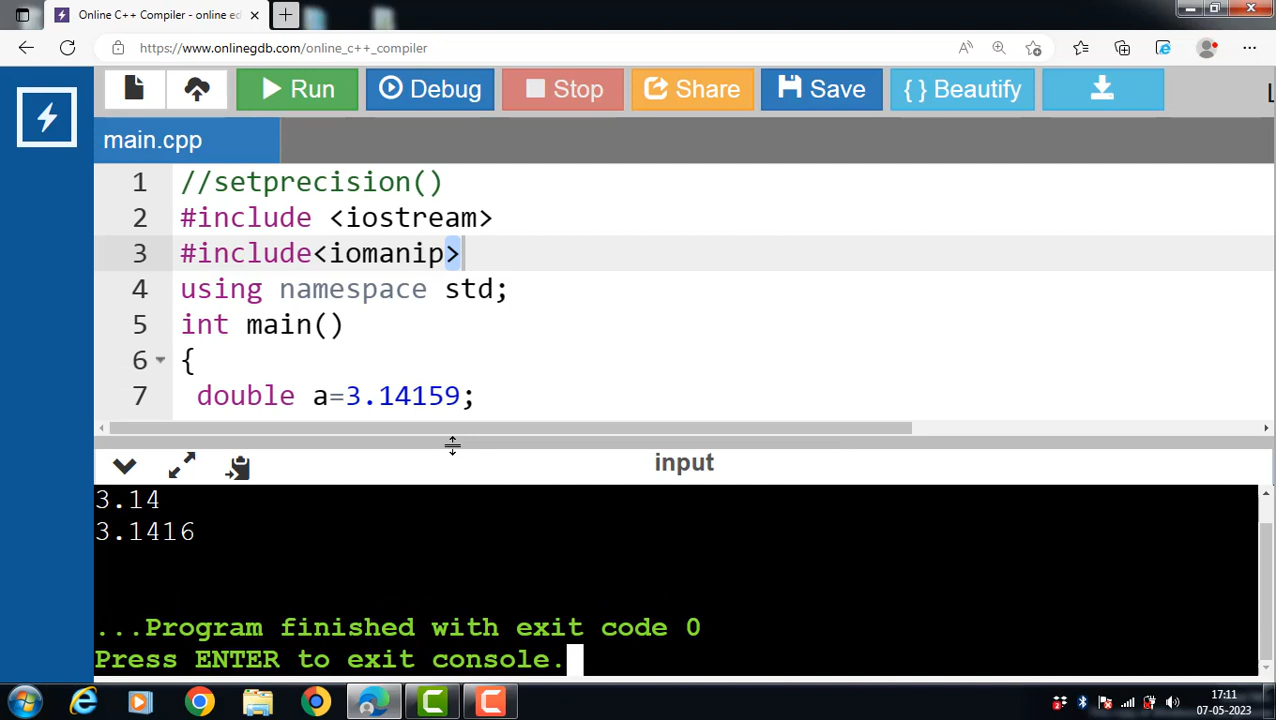 Online C++ Compiler - online ed
https://www.onlinegdb.com/online_c++_compiler
Run Debug Stop Share Save { } Beautify
main.cpp
1 //setprecision()
2 #include <iostream>
3 #include<iomanip>
4 using namespace std;
5 int main()
6 {
7 double a=3.14159;
input
3.14
3.1416
...Program finished with exit code 0
Press ENTER to exit console.
17:11
07-05-2023